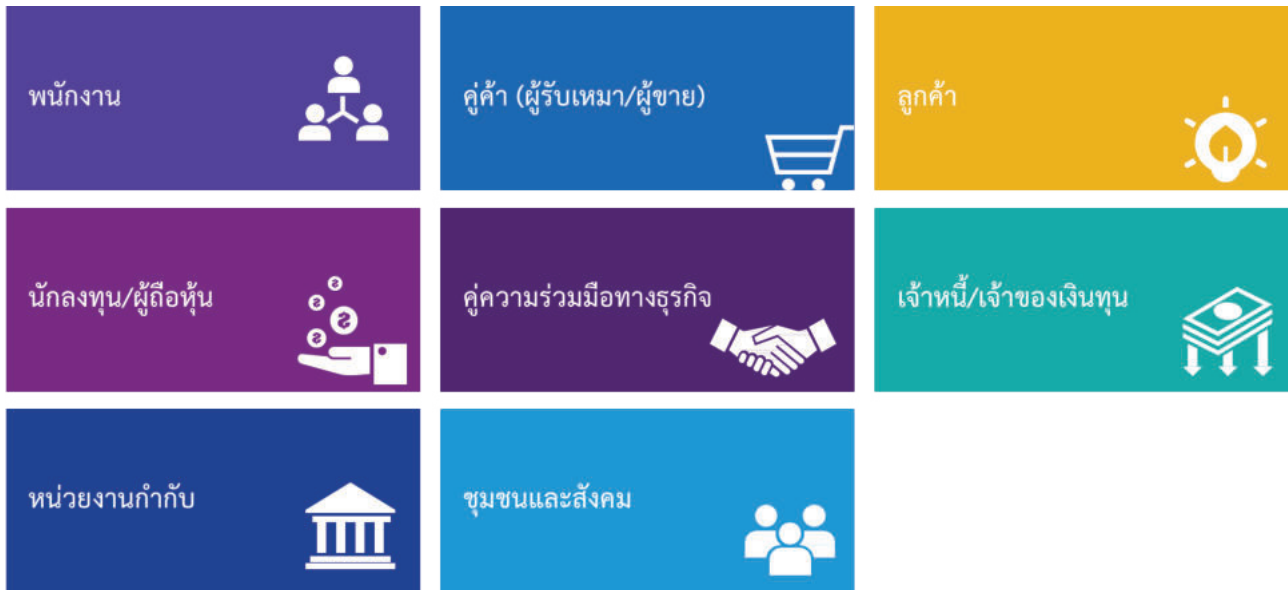 พนักงาน
คู่ค้า (ผู้รับเหมา/ผู้ขาย)
ลูกค้า
นักลงทุน/ผู้ถือหุ้น
คู่ความร่วมมือทางธุรกิจ
เจ้าหนี้/เจ้าของเงินทุน
หน่วยงานกำกับ
ชุมชนและสังคม